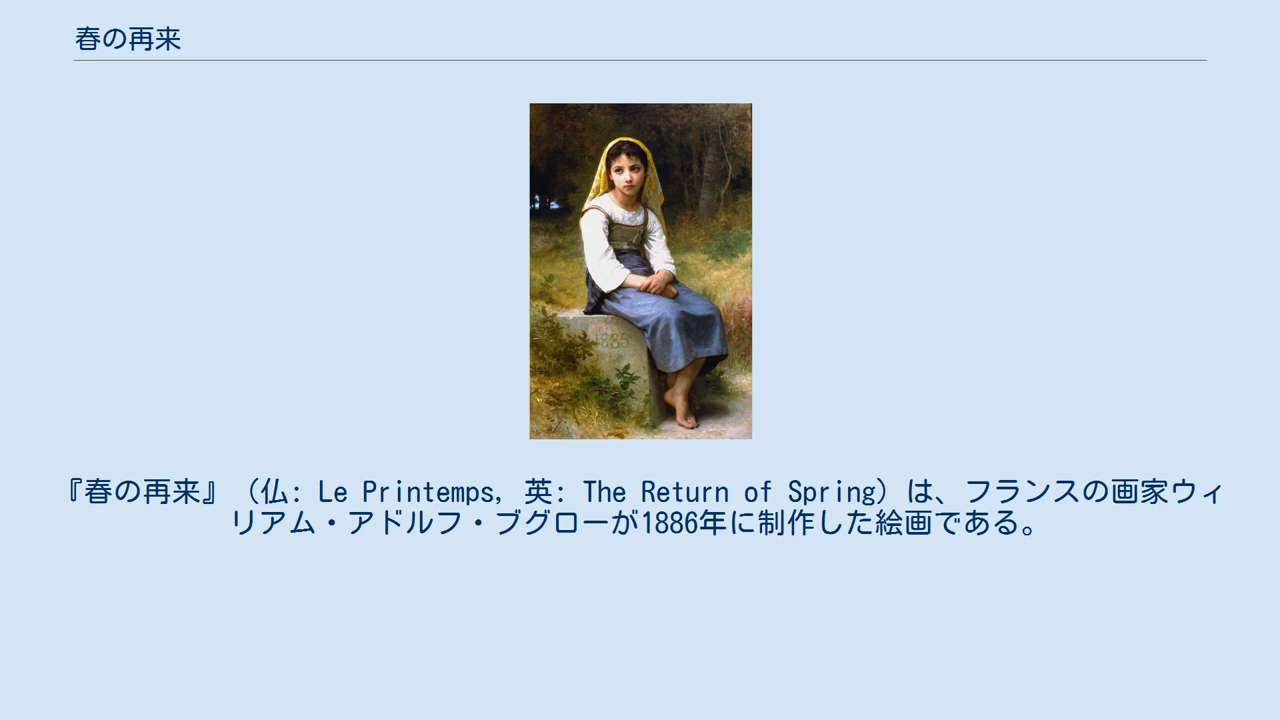 春の再来
1885
『春の再来』（仏: Le Printemps, 英: The Return of Spring）は、フランスの画家ウィ
リアム・アドルフ・ブグローが1886年に制作した絵画である。